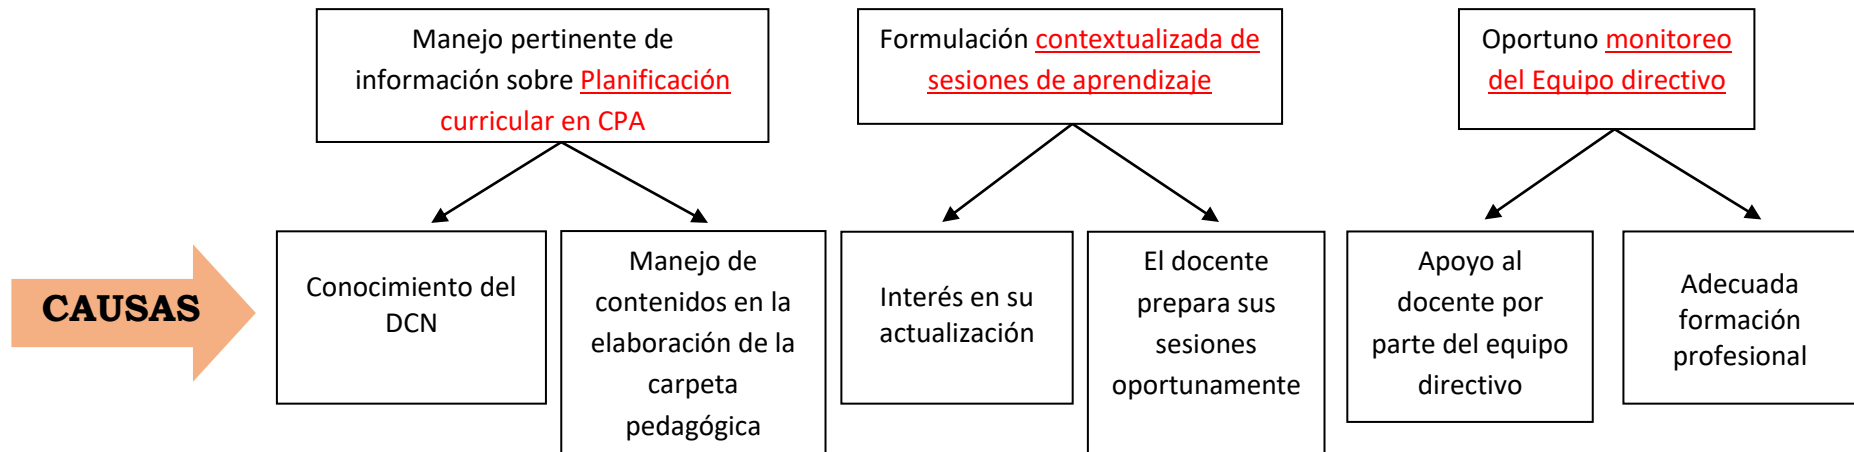 Manejo pertinente de
información sobre Planificación
curricular en CPA
Formulación contextualizada de
sesiones de aprendizaje
Oportuno monitoreo
del Equipo directivo
CAUSAS
Conocimiento del
DCN
Manejo de
contenidos en la
elaboración de la
carpeta
pedagógica
Interés en su
actualización
El docente
prepara sus
sesiones
oportunamente
Apoyo al
docente por
parte del equipo
directivo
Adecuada
formación
profesional